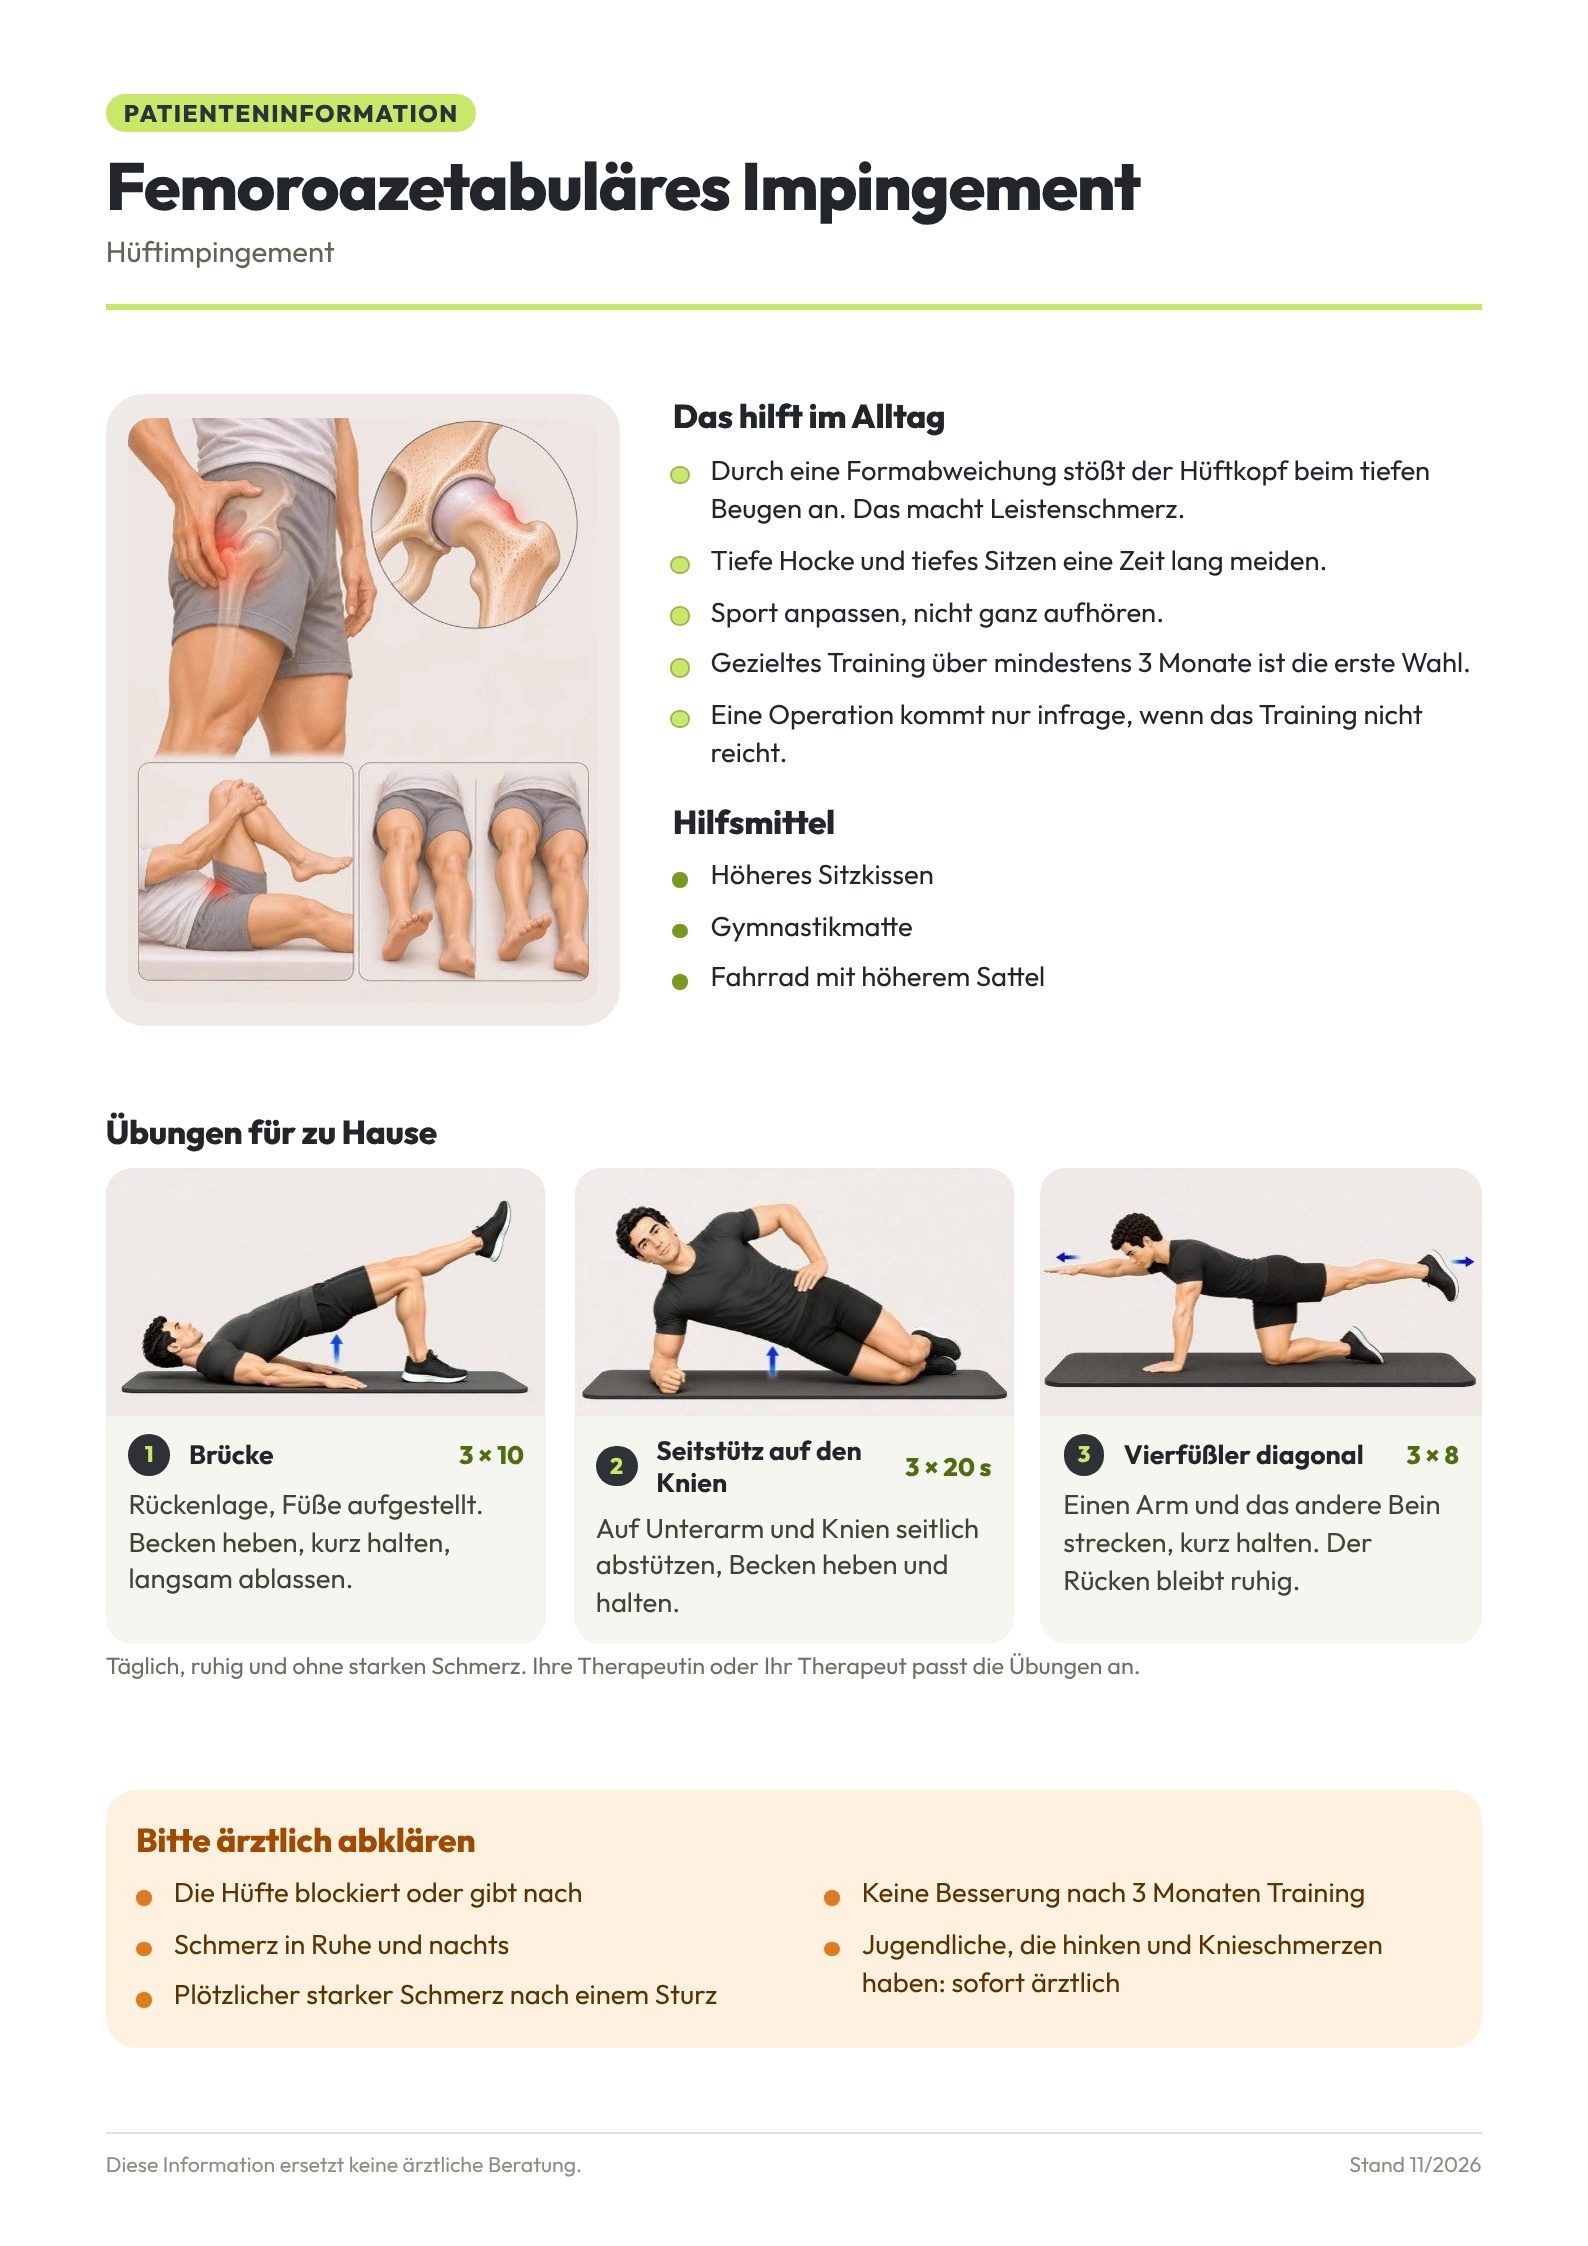 PATIENTENINFORMATION
Femoroazetabuläres Impingement
Hüftimpingement
Das hilft im Alltag
Durch eine Formabweichung stößt der Hüftkopf beim tiefen
Beugen an. Das macht Leistenschmerz.
Tiefe Hocke und tiefes Sitzen eine Zeit lang meiden.
Sport anpassen, nicht ganz aufhören.
Gezieltes Training über mindestens 3 Monate ist die erste Wahl.
Eine Operation kommt nur infrage, wenn das Training nicht
reicht.
Hilfsmittel
Höheres Sitzkissen
Gymnastikmatte
Fahrrad mit höherem Sattel
Übungen für zu Hause
1 Brücke 3 × 10
Rückenlage, Füße aufgestellt.
Becken heben, kurz halten,
langsam ablassen.
2 Seitstütz auf den
Knien 3 × 20 s
Auf Unterarm und Knien seitlich
abstützen, Becken heben und
halten.
3 Vierfüßler diagonal 3 × 8
Einen Arm und das andere Bein
strecken, kurz halten. Der
Rücken bleibt ruhig.
Täglich, ruhig und ohne starken Schmerz. Ihre Therapeutin oder Ihr Therapeut passt die Übungen an.
Bitte ärztlich abklären
Die Hüfte blockiert oder gibt nach
Schmerz in Ruhe und nachts
Plötzlicher starker Schmerz nach einem Sturz
Keine Besserung nach 3 Monaten Training
Jugendliche, die hinken und Knieschmerzen
haben: sofort ärztlich
Diese Information ersetzt keine ärztliche Beratung.
Stand 11/2026